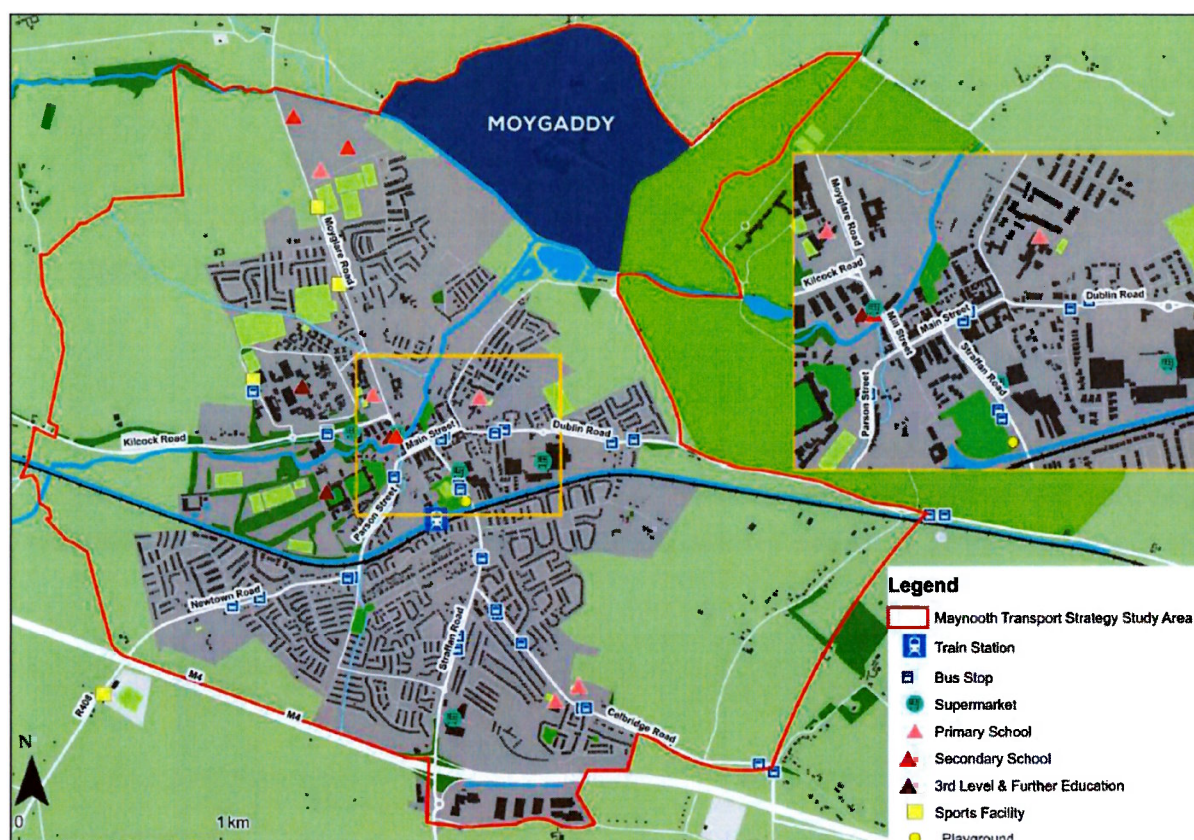 MOYGADDY
Moyglare Road
Kilcock Road
Main Street
Dublin Road
Parson Street
Newtown Road
Straffan Road
Celbridge Road
M4
M4
R406
N
0
1km
Moyglare Road
Kilcock Road
Mill Street
Main Street
Dublin Road
Straffan Road
Parson Street
Legend
Maynooth Transport Strategy Study Area
Train Station
Bus Stop
Supermarket
Primary School
Secondary School
3rd Level & Further Education
Sports Facility
Playground